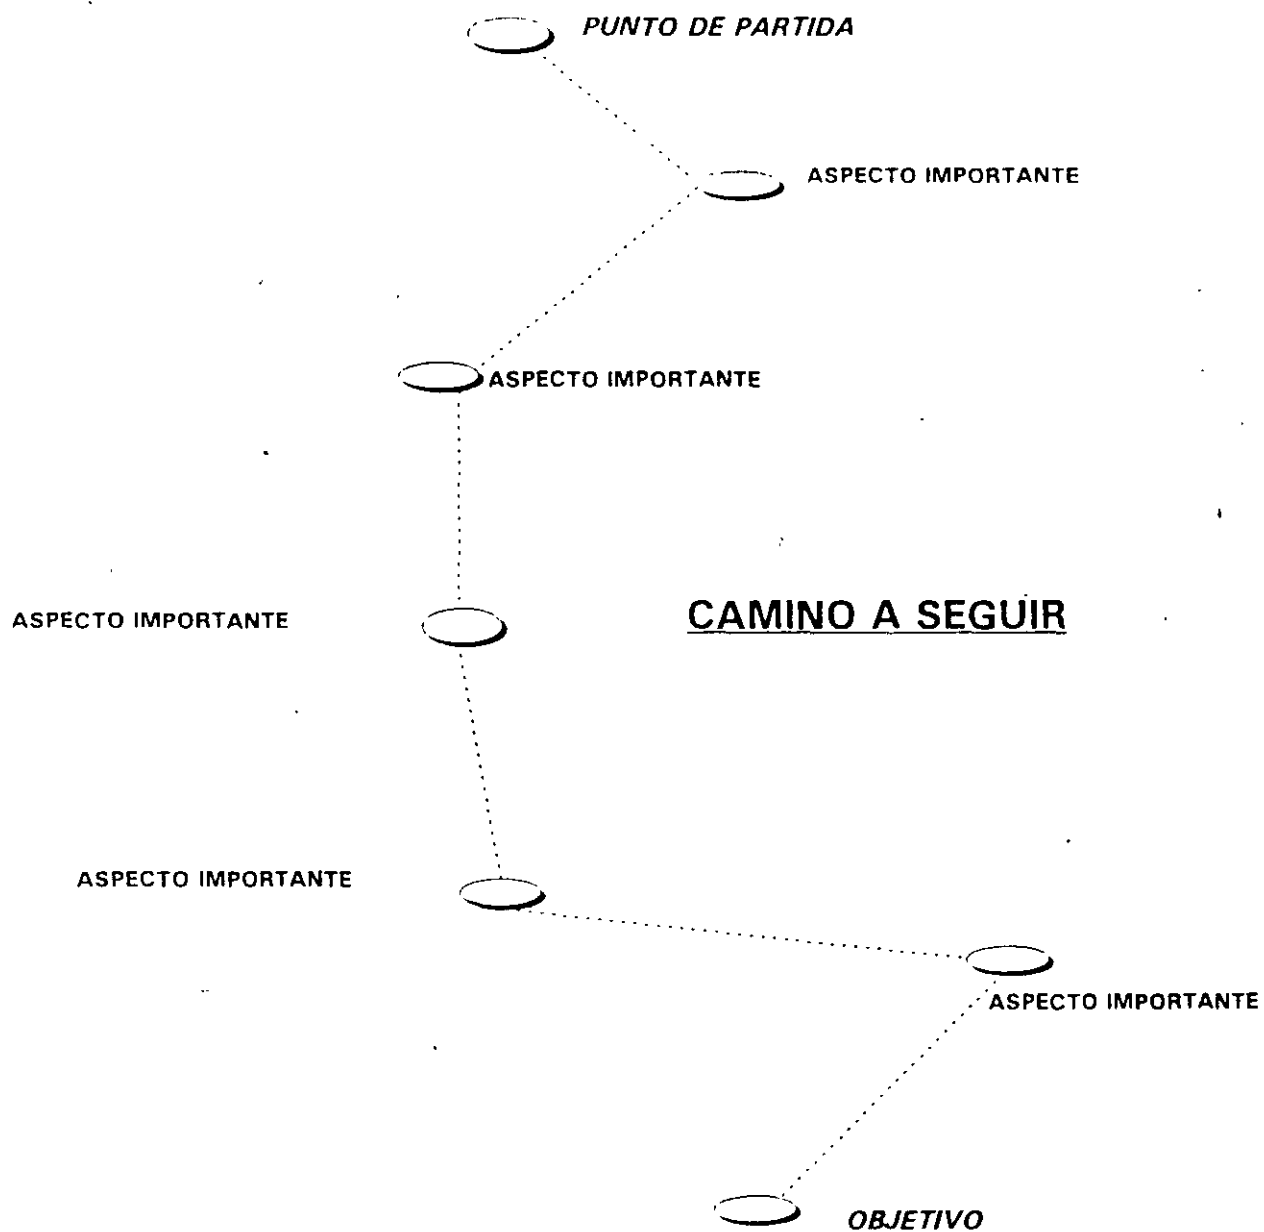 PUNTO DE PARTIDA
ASPECTO IMPORTANTE
ASPECTO IMPORTANTE
ASPECTO IMPORTANTE
CAMINO A SEGUIR
ASPECTO IMPORTANTE
ASPECTO IMPORTANTE
OBJETIVO